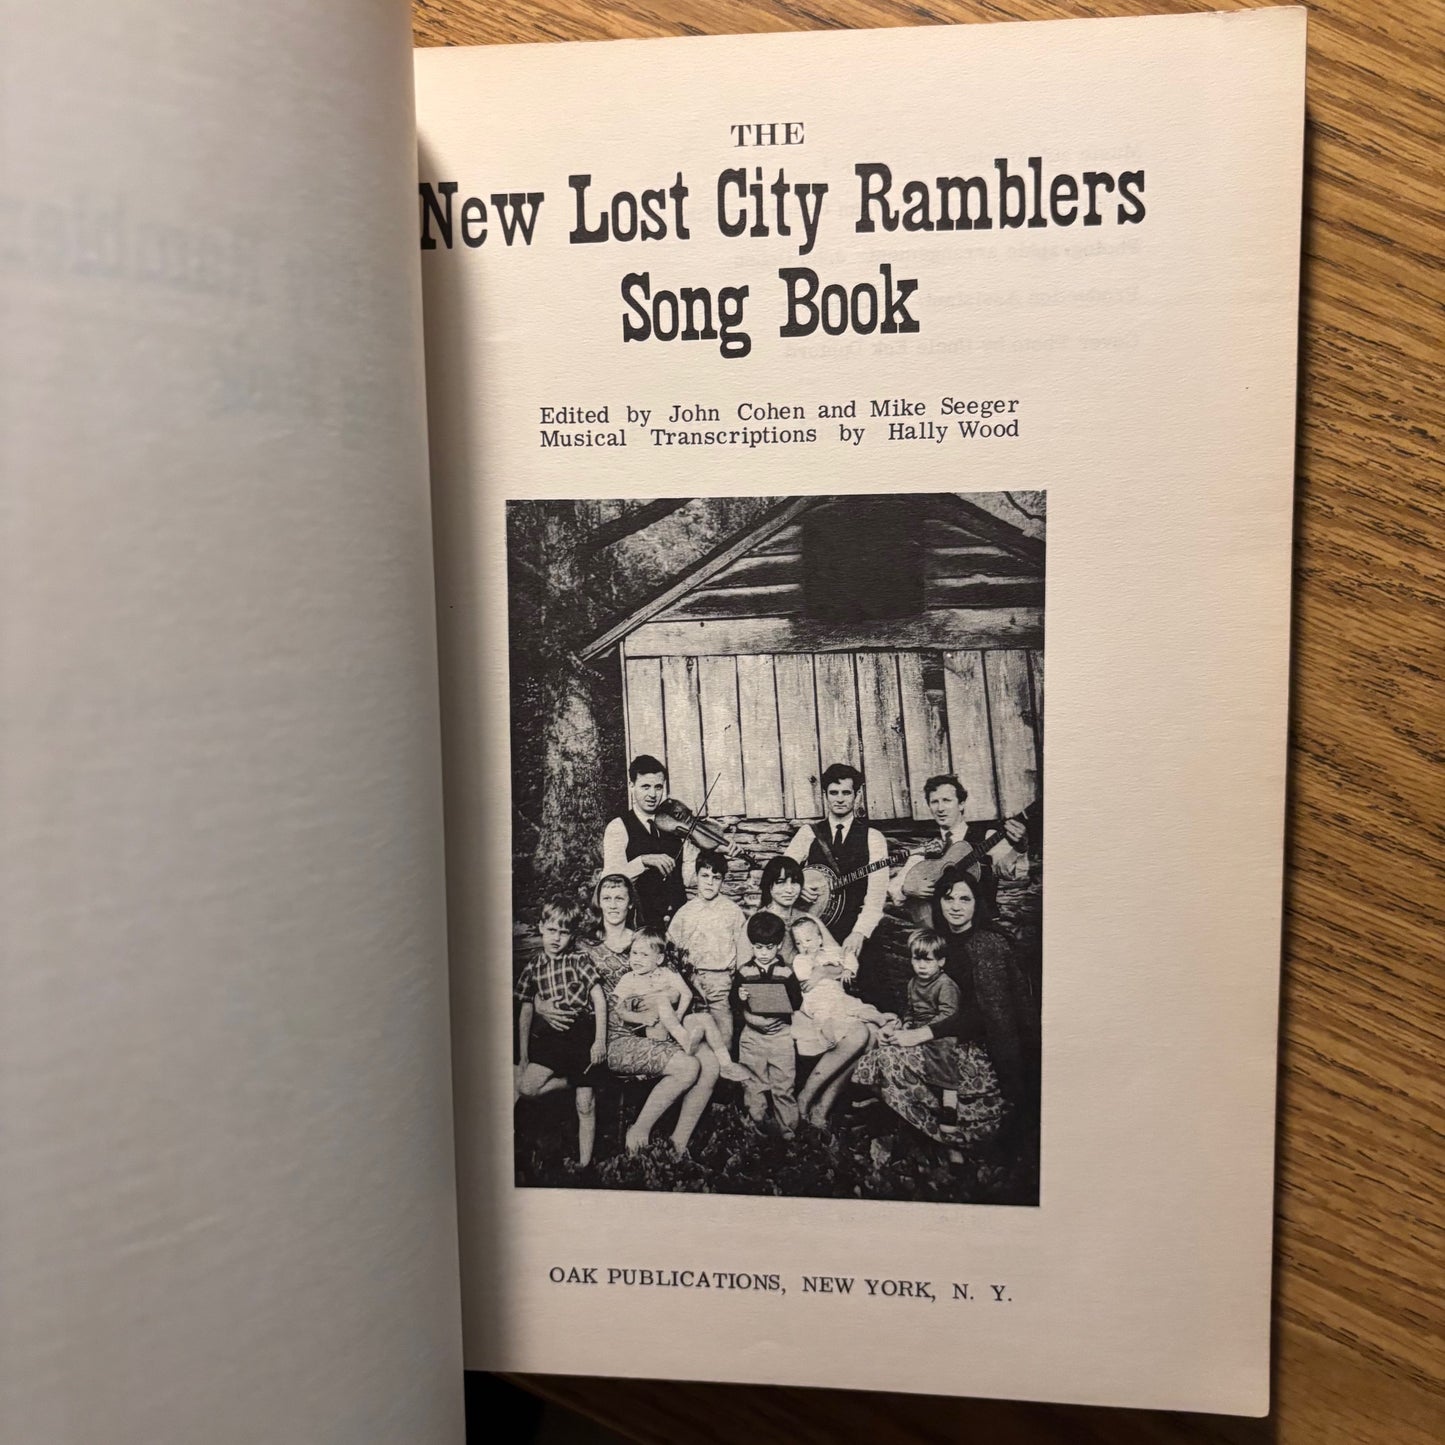 THE
New Lost City Ramblers
Song Book
Edited by John Cohen and Mike Seeger
Musical Transcriptions by Hally Wood
OAK PUBLICATIONS, NEW YORK, N. Y.